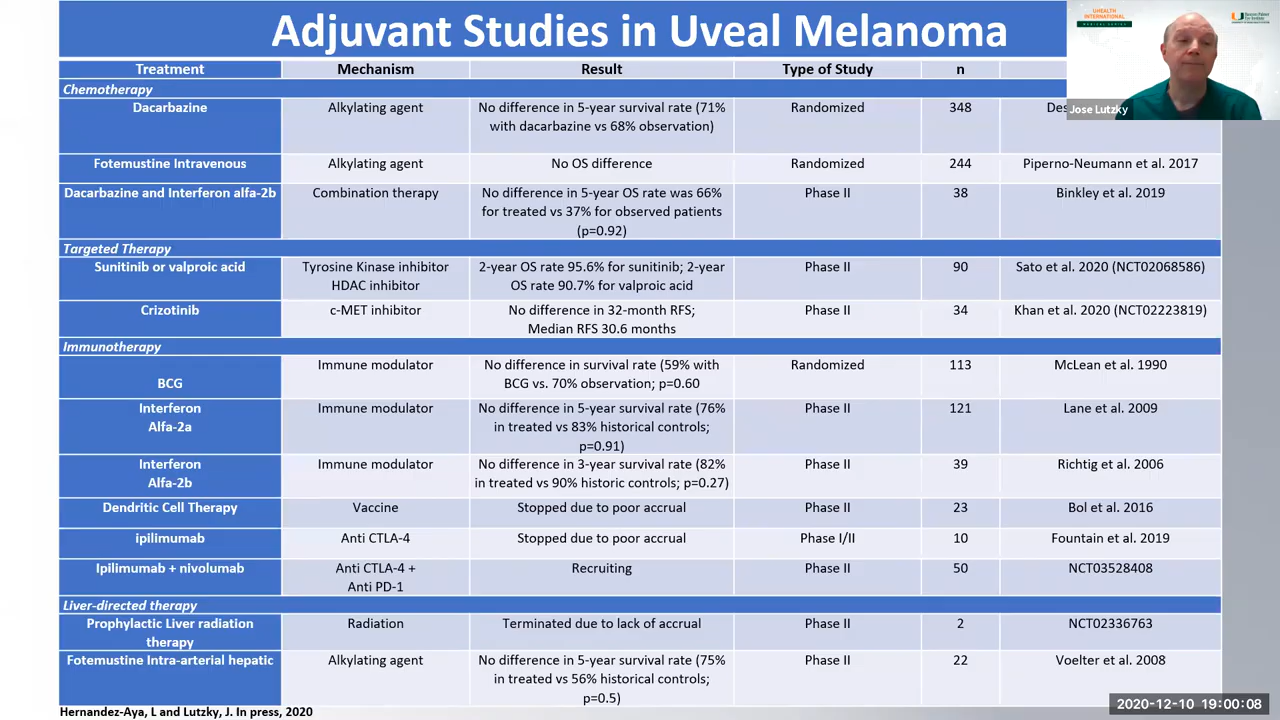 Adjuvant Studies in Uveal Melanoma
UHEALTH
INTERNATIONAL
MEDICAL SERIES
Bascom Palmer
Eye Institute
Jose Lutzky
Treatment Mechanism Result Type of Study n
Chemotherapy
Dacarbazine Alkylating agent No difference in 5-year survival rate (71% Randomized 348 Des
with dacarbazine vs 68% observation)
Fotemustine Intravenous Alkylating agent No OS difference Randomized 244 Piperno-Neumann et al. 2017
Dacarbazine and Interferon alfa-2b Combination therapy No difference in 5-year OS rate was 66% Phase II 38 Binkley et al. 2019
for treated vs 37% for observed patients
(p=0.92)
Targeted Therapy
Sunitinib or valproic acid Tyrosine Kinase inhibitor 2-year OS rate 95.6% for sunitinib; 2-year Phase II 90 Sato et al. 2020 (NCT02068586)
HDAC inhibitor OS rate 90.7% for valproic acid
Crizotinib c-MET inhibitor No difference in 32-month RFS; Phase II 34 Khan et al. 2020 (NCT02223819)
Median RFS 30.6 months
Immunotherapy
Immune modulator No difference in survival rate (59% with Randomized 113 McLean et al. 1990
BCG BCG vs. 70% observation; p=0.60
Interferon Immune modulator No difference in 5-year survival rate (76% Phase II 121 Lane et al. 2009
Alfa-2a in treated vs 83% historical controls;
p=0.91)
Interferon Immune modulator No difference in 3-year survival rate (82% Phase II 39 Richtig et al. 2006
Alfa-2b in treated vs 90% historic controls; p=0.27)
Dendritic Cell Therapy Vaccine Stopped due to poor accrual Phase II 23 Bol et al. 2016
ipilimumab Anti CTLA-4 Stopped due to poor accrual Phase I/II 10 Fountain et al. 2019
Ipilimumab + nivolumab Anti CTLA-4 + Recruiting Phase II 50 NCT03528408
Anti PD-1
Liver-directed therapy
Prophylactic Liver radiation Radiation Terminated due to lack of accrual Phase II 2 NCT02336763
therapy
Fotemustine Intra-arterial hepatic Alkylating agent No difference in 5-year survival rate (75% Phase II 22 Voelter et al. 2008
in treated vs 56% historical controls;
p=0.5)
Hernandez-Aya, L and Lutzky, J. In press, 2020
2020-12-10 19:00:08